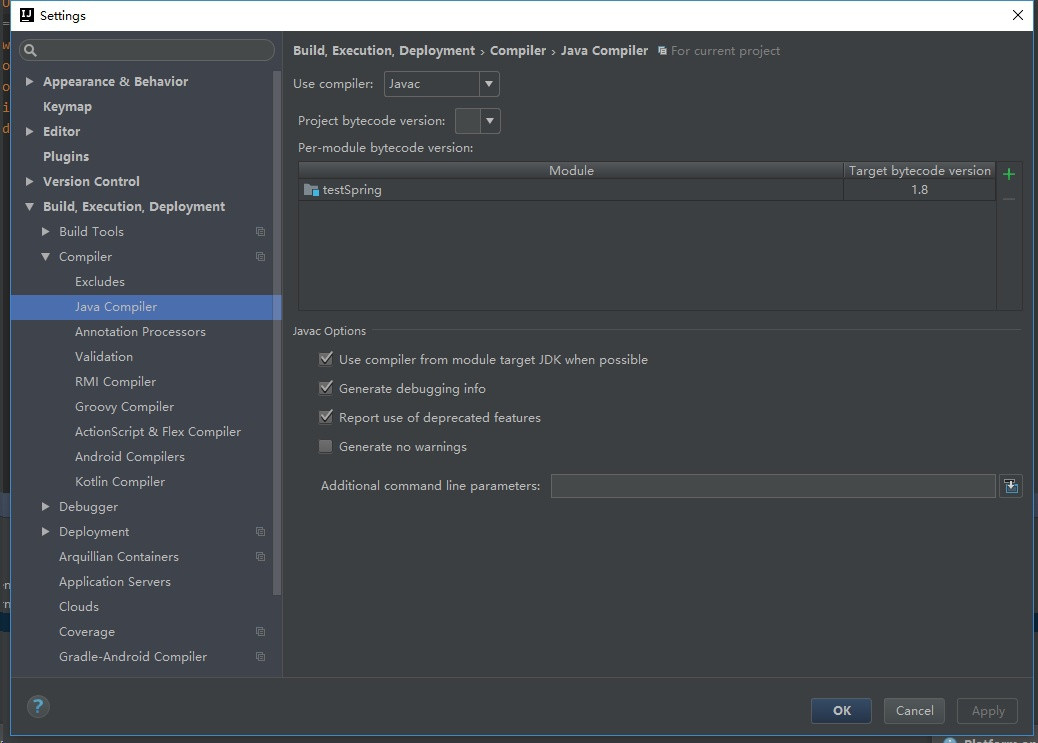 Settings
Build, Execution, Deployment › Compiler › Java Compiler For current project
Appearance & Behavior
Keymap
Editor
Plugins
Version Control
Build, Execution, Deployment
Build Tools
Compiler
Excludes
Java Compiler
Annotation Processors
Validation
RMI Compiler
Groovy Compiler
ActionScript & Flex Compiler
Android Compilers
Kotlin Compiler
Debugger
Deployment
Arquillian Containers
Application Servers
Clouds
Coverage
Gradle-Android Compiler
Use compiler: Javac
Project bytecode version:
Per-module bytecode version:
Module Target bytecode version
testSpring 1.8
Javac Options
Use compiler from module target JDK when possible
Generate debugging info
Report use of deprecated features
Generate no warnings
Additional command line parameters:
?
OK Cancel Apply